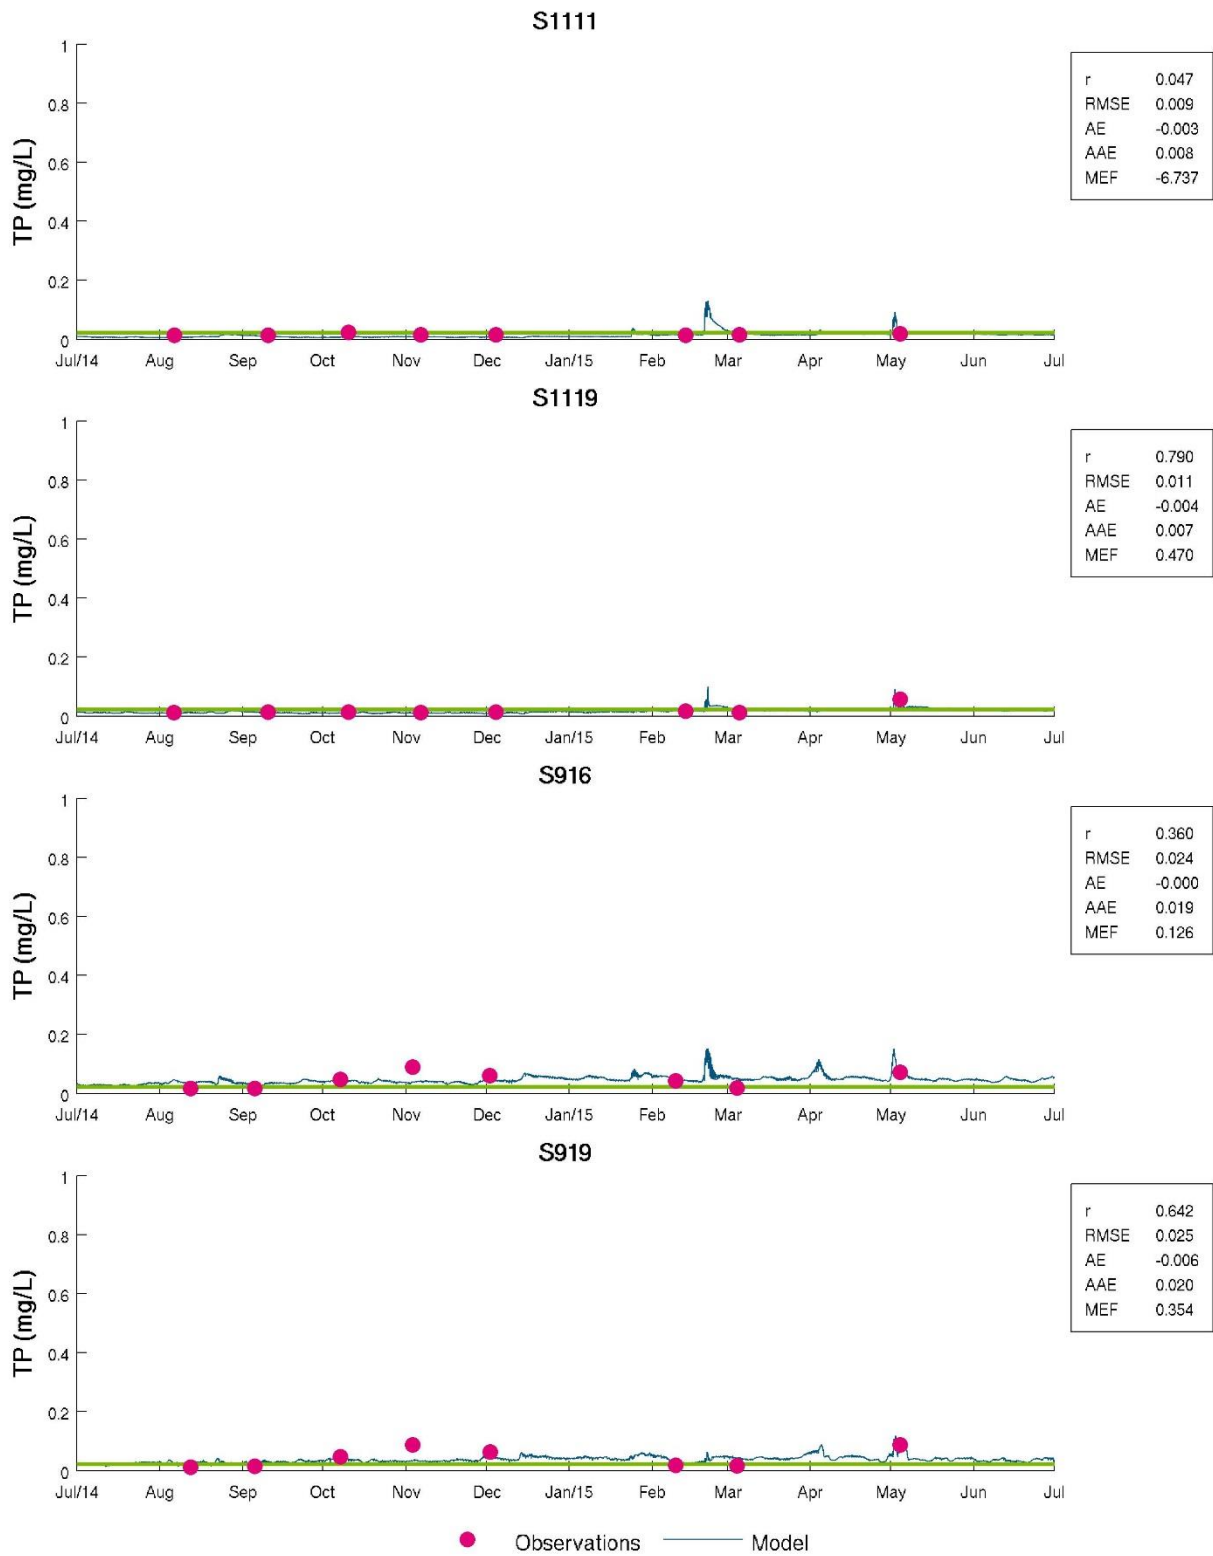 S1111
1
0.8
0.6
0.4
0.2
0
TP (mg/L)
Jul/14 Aug Sep Oct Nov Dec Jan/15 Feb Mar Apr May Jun Jul
r 0.047
RMSE 0.009
AE -0.003
AAE 0.008
MEF -6.737
S1119
1
0.8
0.6
0.4
0.2
0
TP (mg/L)
Jul/14 Aug Sep Oct Nov Dec Jan/15 Feb Mar Apr May Jun Jul
r 0.790
RMSE 0.011
AE -0.004
AAE 0.007
MEF 0.470
S916
1
0.8
0.6
0.4
0.2
0
TP (mg/L)
Jul/14 Aug Sep Oct Nov Dec Jan/15 Feb Mar Apr May Jun Jul
r 0.360
RMSE 0.024
AE -0.000
AAE 0.019
MEF 0.126
S919
1
0.8
0.6
0.4
0.2
0
TP (mg/L)
Jul/14 Aug Sep Oct Nov Dec Jan/15 Feb Mar Apr May Jun Jul
r 0.642
RMSE 0.025
AE -0.006
AAE 0.020
MEF 0.354
Observations Model